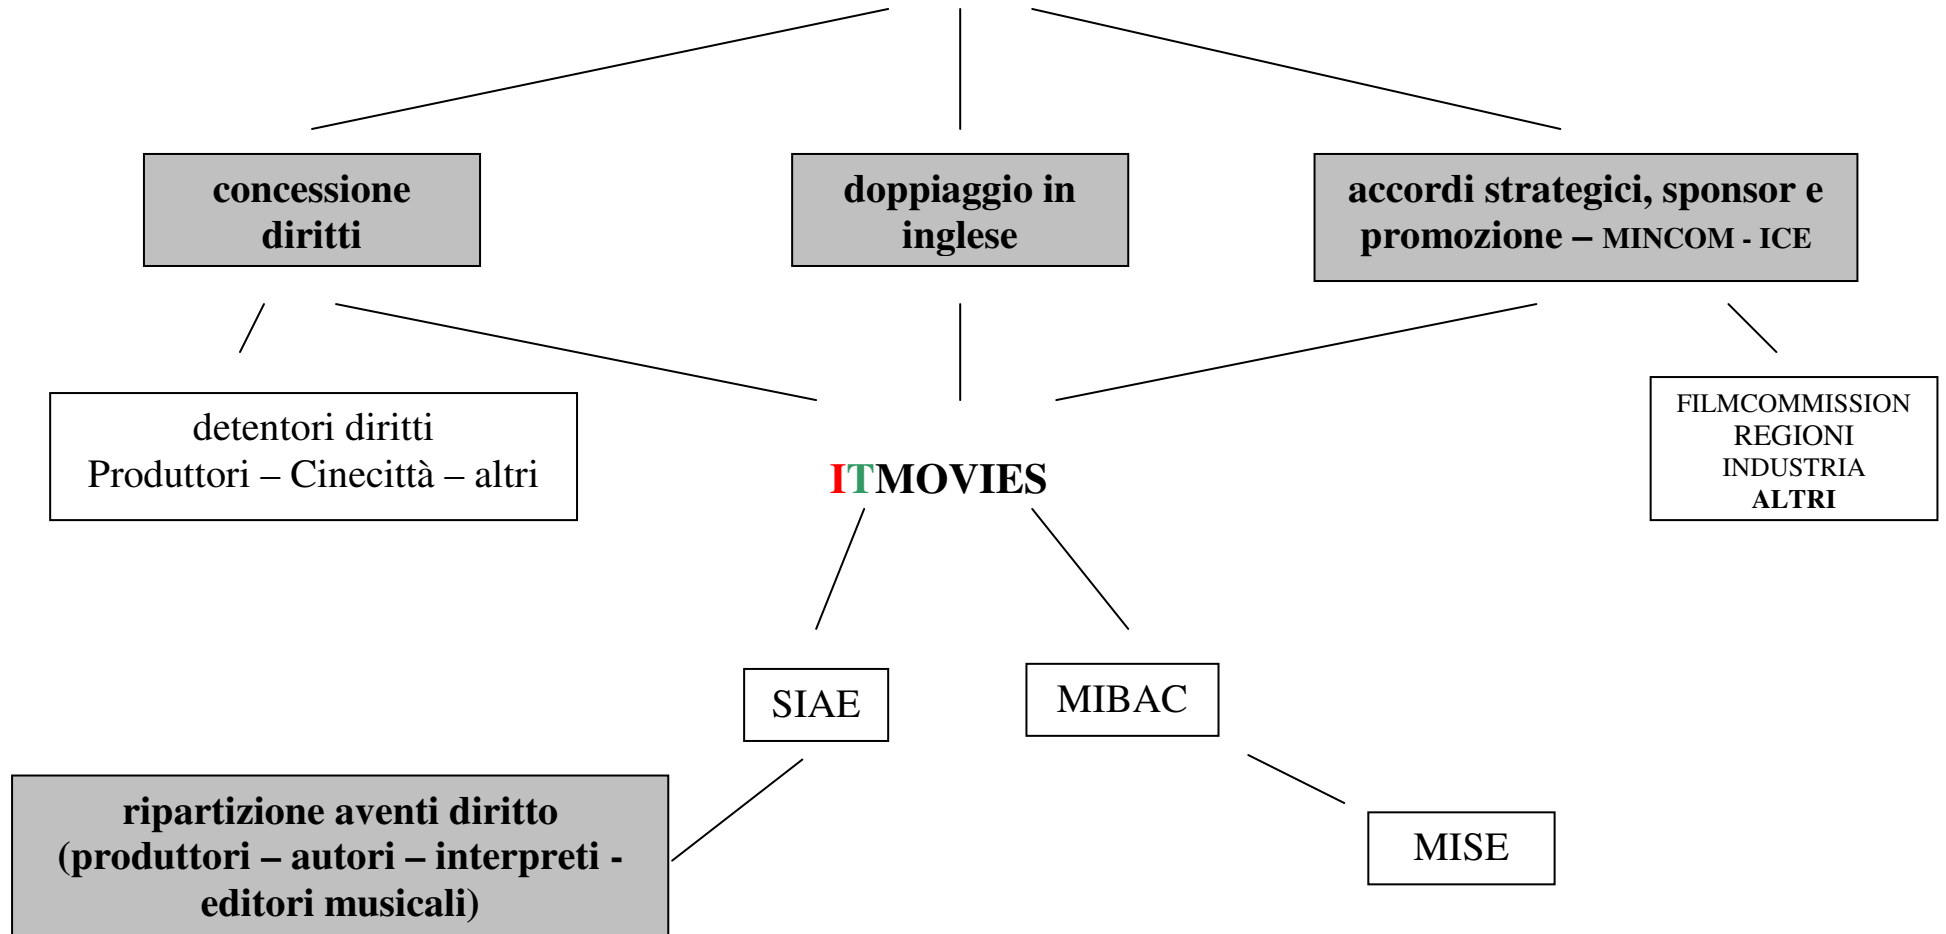 concessione
diritti
doppiaggio in
inglese
accordi strategici, sponsor e
promozione – MINCOM - ICE
detentori diritti
Produttori – Cinecittà – altri
ITMOVIES
FILMCOMMISSION
REGIONI
INDUSTRIA
ALTRI
SIAE
MIBAC
ripartizione aventi diritto
(produttori – autori – interpreti -
editori musicali)
MISE